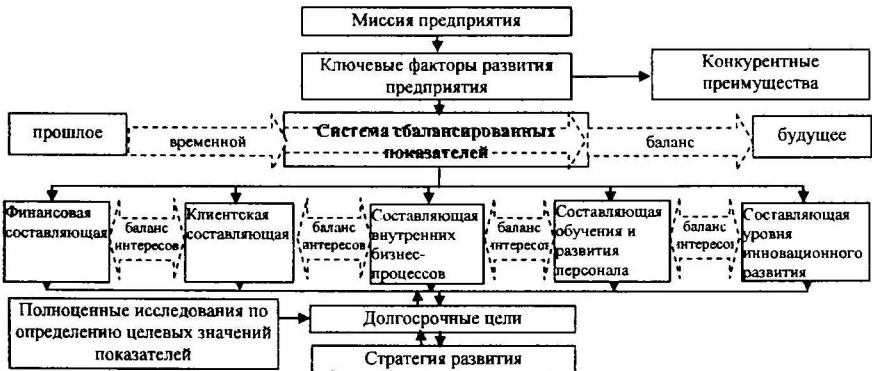 Миссия предприятия
Ключевые факторы развития
предприятия
Конкурентные
преимущества
прошлое
временной
Система сбалансированных
показателей
баланс
будущее
Финансовая
составляющая
баланс
интересов
Клиентская
составляющая
баланс
интересов
Составляющая
внутренних
бизнес-
процессов
баланс
интересов
Составляющая
обучения и
развития
персонала
баланс
интересов
Составляющая
уровня
инновационного
развития
Полноценные исследования по
определению целевых значений
показателей
Долгосрочные цели
Стратегия развития